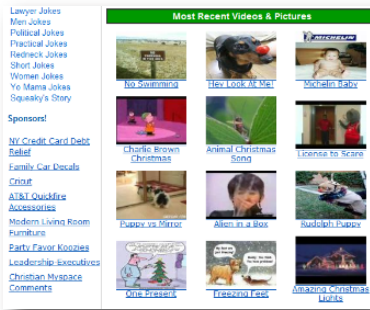 Lawyer Jokes
Men Jokes
Political Jokes
Practical Jokes
Redneck Jokes
Short Jokes
Women Jokes
Yo Mama Jokes
Squeaky's Story
Sponsors!
NY Credit Card Debt
Relief
Family Car Decals
Cricut
AT&T Quickfire
Accessories
Modern Living Room
Furniture
Party Favor Koozies
Leadership-Executives
Christian Myspace
Comments
Most Recent Videos & Pictures
MICHELIN
No Swimming
Hey Look At Me!
Michelin Baby
Charlie Brown
Christmas
Animal Christmas
Song
License to Scare
Puppy vs Mirror
Alien in a Box
Rudolph Puppy
One Present
Freezing Feet
Amazing Christmas
Lights